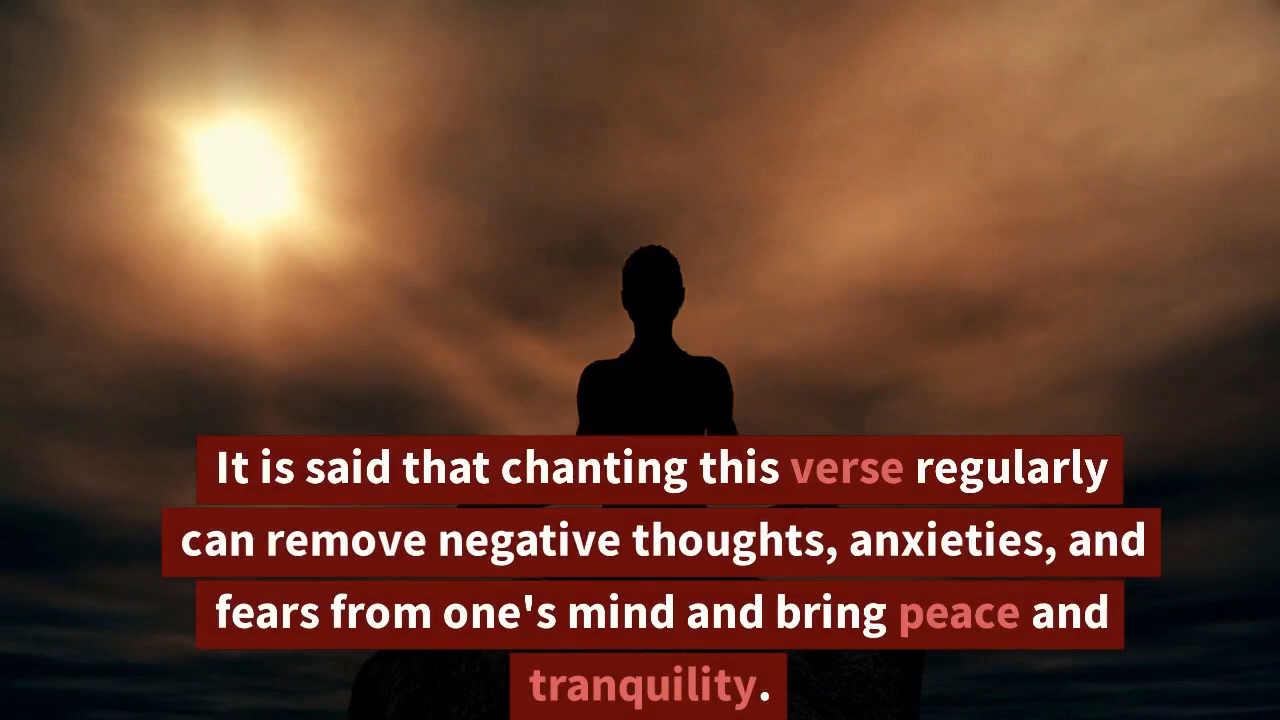 It is said that chanting this verse regularly
can remove negative thoughts, anxieties, and
fears from one's mind and bring peace and
tranquility.